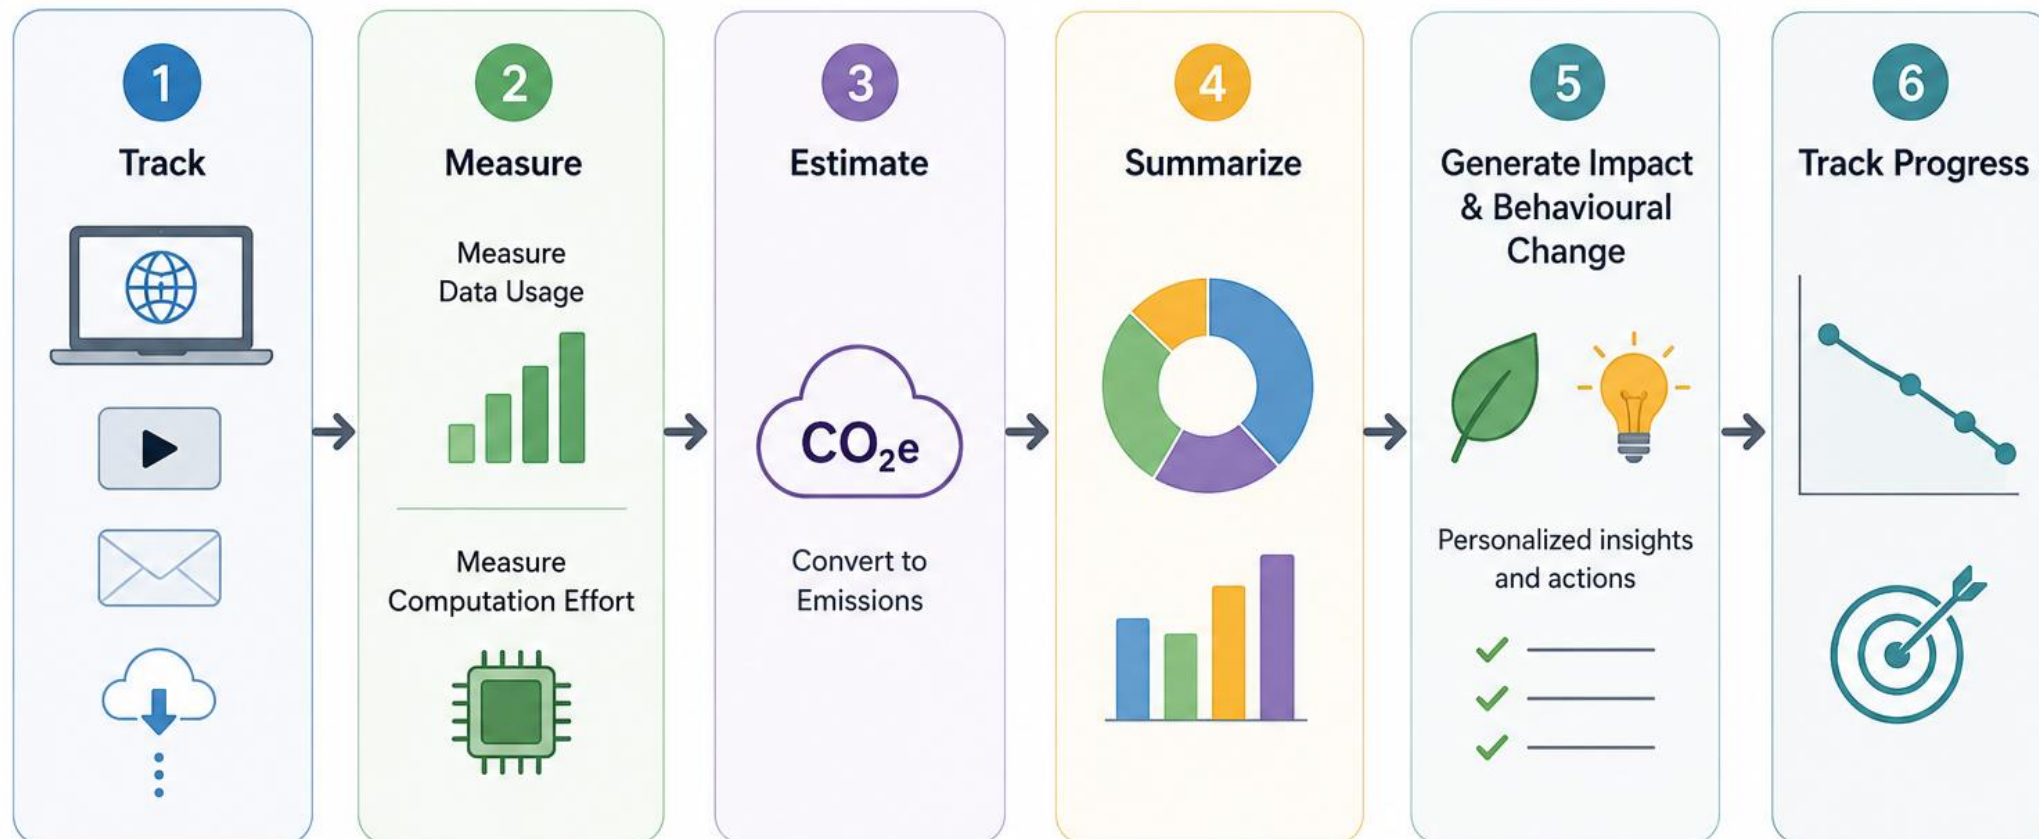 1
Track
2
Measure
Measure
Data Usage
Measure
Computation Effort
3
Estimate
CO₂e
Convert to
Emissions
4
Summarize
5
Generate Impact
& Behavioural
Change
Personalized insights
and actions
6
Track Progress